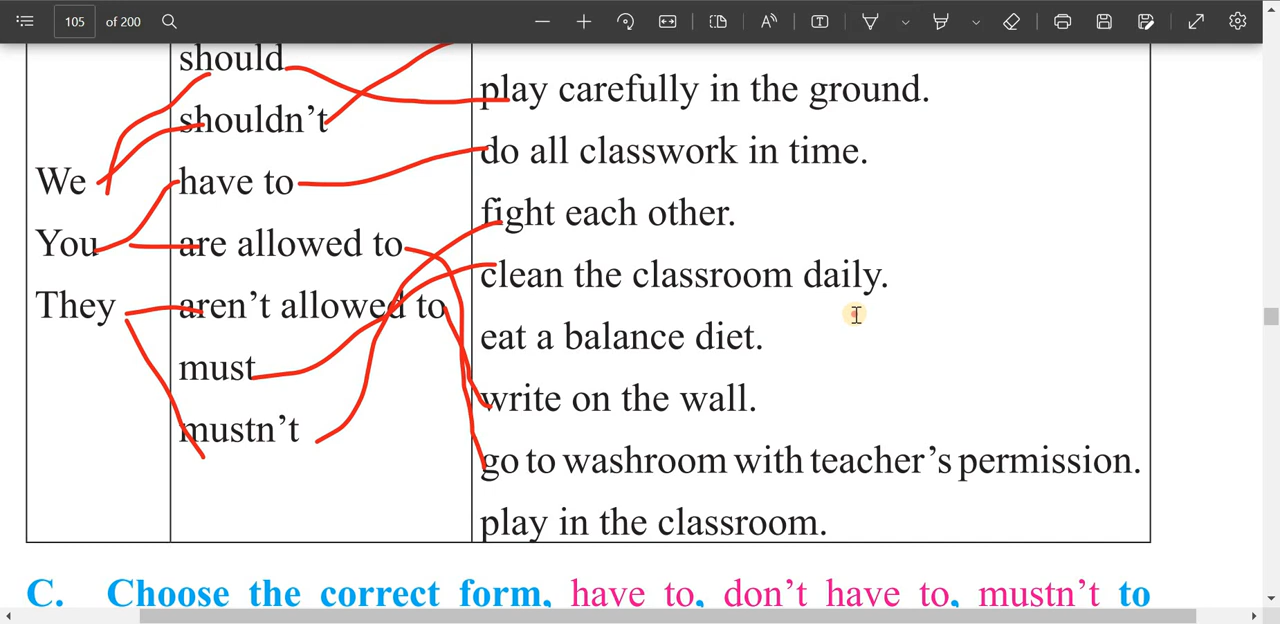 105 of 200
should
shouldn't
We have to
You are allowed to
They aren't allowed to
must
mustn't
play carefully in the ground.
do all classwork in time.
fight each other.
clean the classroom daily.
eat a balance diet.
write on the wall.
go to washroom with teacher's permission.
play in the classroom.
C. Choose the correct form, have to, don't have to, mustn't to